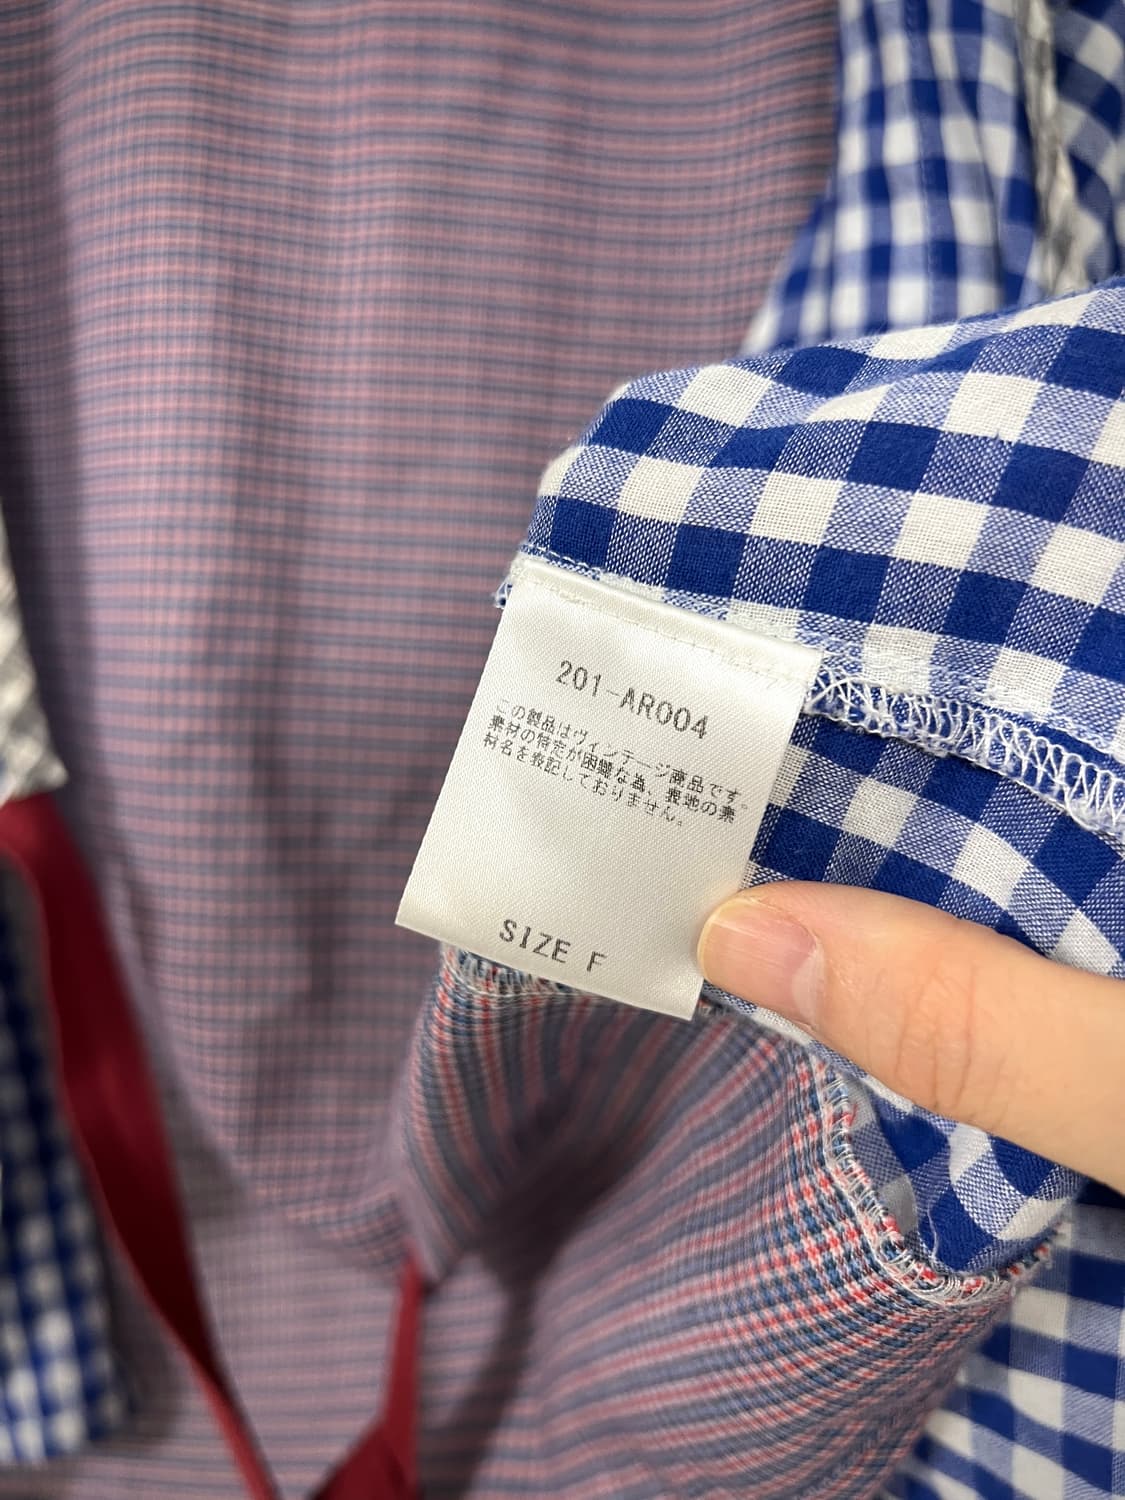 201-AR004
この製品はヴィンテージ商品です。
素材の特定が困難な為、表地の素
材名を表記しておりません。
SIZE F